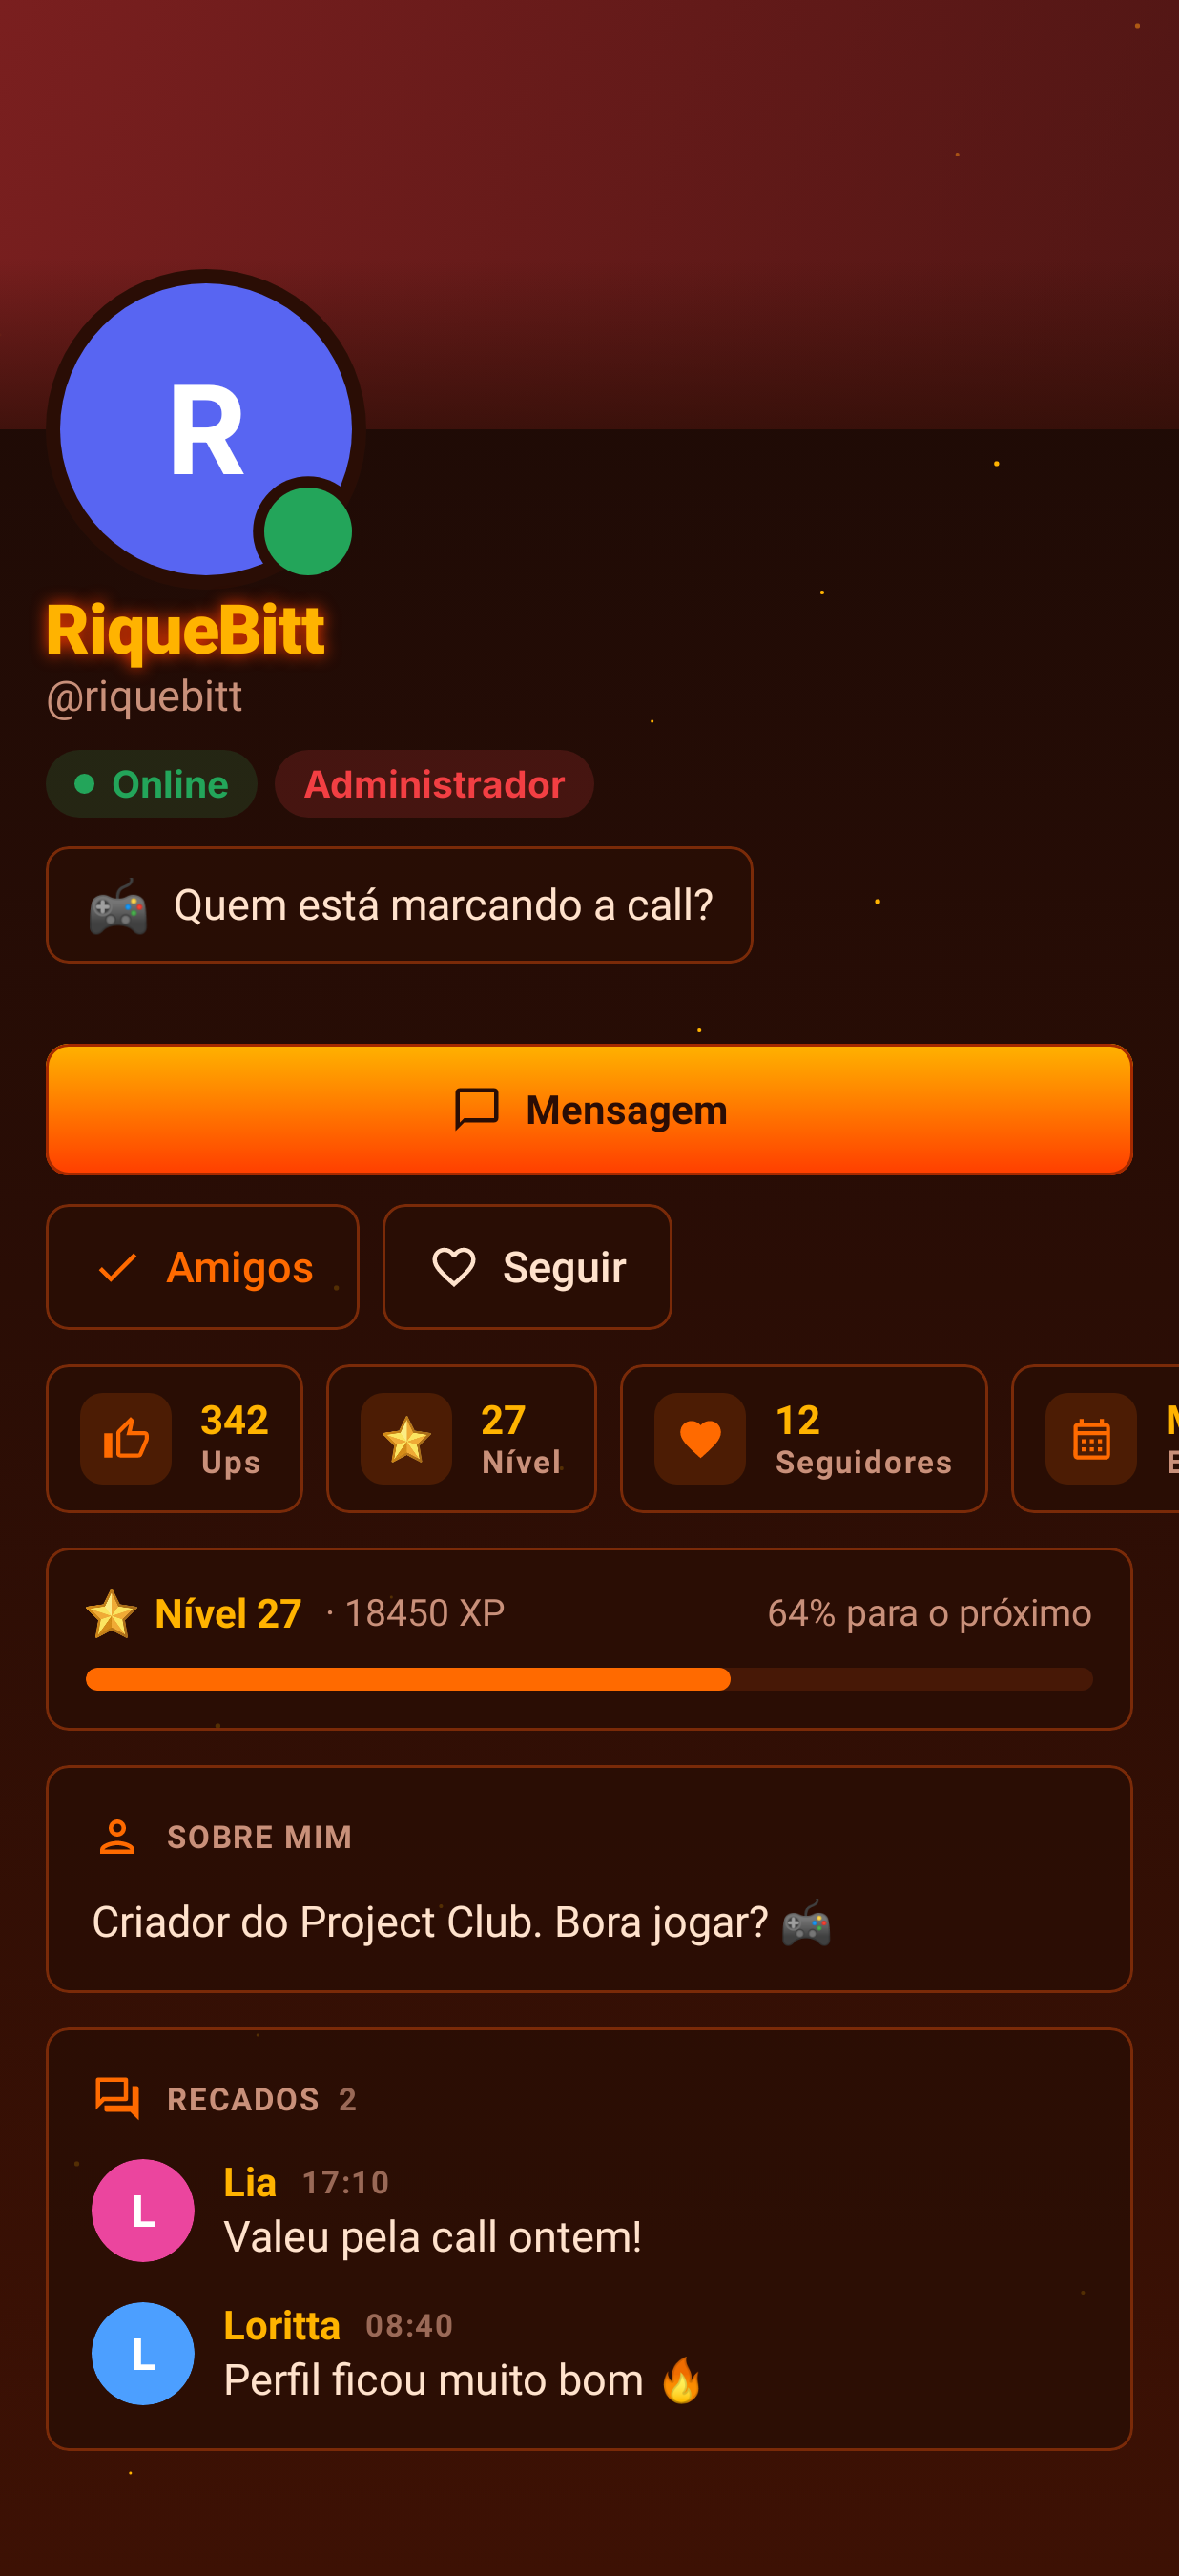 R
RiqueBitt
@riquebitt
Online Administrador
🎮 Quem está marcando a call?
Mensagem
Amigos Seguir
342 27 12
Ups Nível Seguidores
⭐ Nível 27 · 18450 XP 64% para o próximo
SOBRE MIM
Criador do Project Club. Bora jogar? 🎮
RECADOS 2
L
Lia 17:10
Valeu pela call ontem!
L
Loritta 08:40
Perfil ficou muito bom 🔥